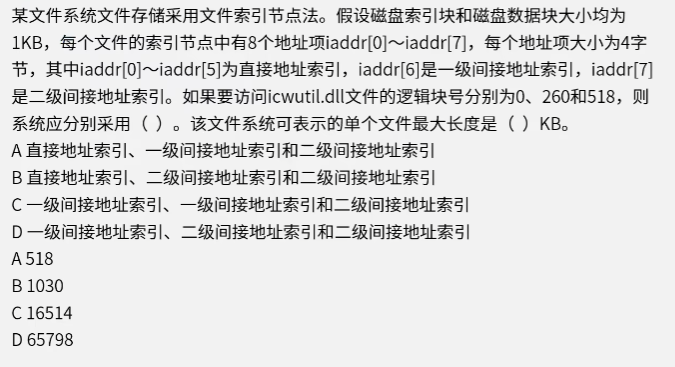 某文件系统文件存储采用文件索引节点法。假设磁盘索引块和磁盘数据块大小均为
1KB，每个文件的索引节点中有8个地址项iaddr[0]～iaddr[7]，每个地址项大小为4字
节，其中iaddr[0]～iaddr[5]为直接地址索引，iaddr[6]是一级间接地址索引，iaddr[7]
是二级间接地址索引。如果要访问icwutil.dll文件的逻辑块号分别为0、260和518，则
系统应分别采用（ ）。该文件系统可表示的单个文件最大长度是（ ）KB。
A 直接地址索引、一级间接地址索引和二级间接地址索引
B 直接地址索引、二级间接地址索引和二级间接地址索引
C 一级间接地址索引、一级间接地址索引和二级间接地址索引
D 一级间接地址索引、二级间接地址索引和二级间接地址索引
A 518
B 1030
C 16514
D 65798